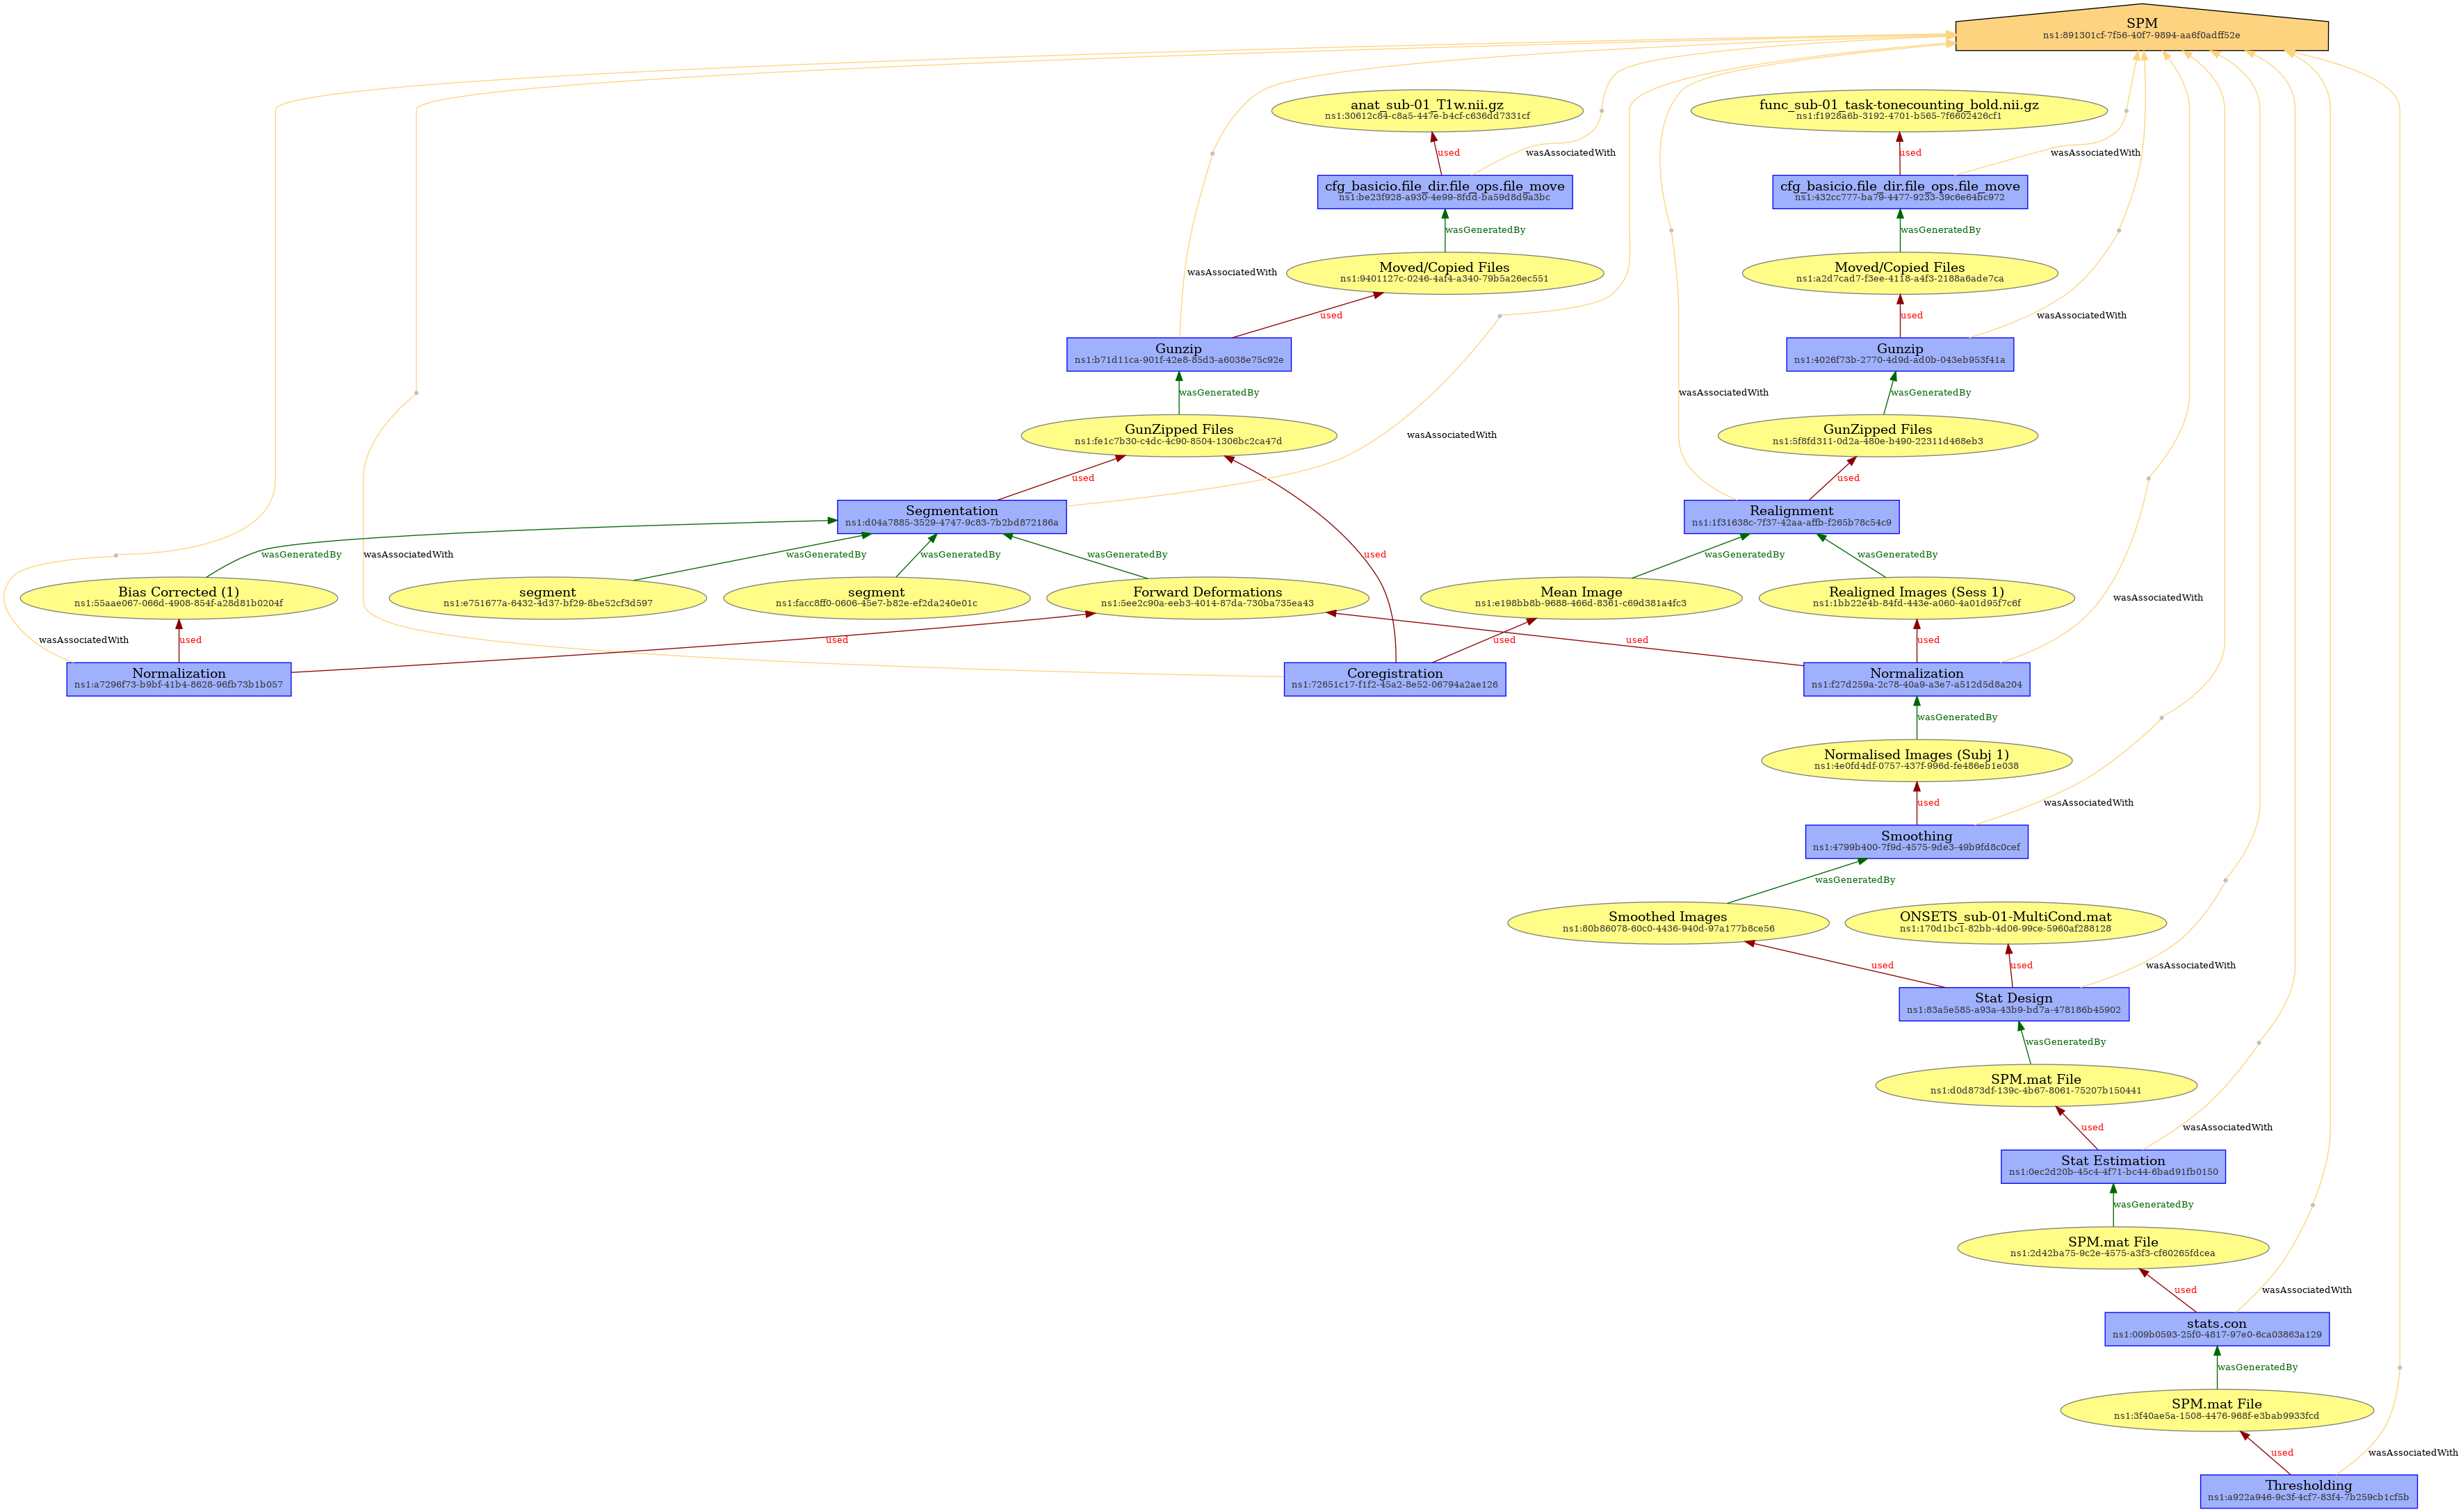 SPM
ns1:891301cf-7f56-40f7-9894-aa6f0adff52e
anat_sub-01_T1w.nii.gz
ns1:30612c84-c8a5-447e-b4cf-c636dd7331cf
func_sub-01_task-tonecounting_bold.nii.gz
ns1:f1928a6b-3192-4701-b565-7f6602426cf1
used
wasAssociatedWith
used
wasAssociatedWith
cfg_basicio.file_dir.file_ops.file_move
ns1:be23f928-a930-4e99-8fdd-ba59d8d9a3bc
cfg_basicio.file_dir.file_ops.file_move
ns1:432cc777-ba79-4477-9233-39c6e64bc972
wasGeneratedBy
wasGeneratedBy
wasAssociatedWith
Moved/Copied Files
ns1:9401127c-0246-4af4-a340-79b5a26ec551
Moved/Copied Files
ns1:a2d7cad7-f3ee-4118-a4f3-2188a6ade7ca
used
used
wasAssociatedWith
Gunzip
ns1:b71d11ca-901f-42e8-85d3-a6038e75c92e
Gunzip
ns1:4026f73b-2770-4d9d-ad0b-043eb953f41a
wasGeneratedBy
wasAssociatedWith
wasGeneratedBy
GunZipped Files
ns1:fe1c7b30-c4dc-4c90-8504-1306bc2ca47d
wasAssociatedWith
GunZipped Files
ns1:5f8fd311-0d2a-480e-b490-22311d468eb3
used
used
Segmentation
ns1:d04a7885-3529-4747-9c83-7b2bd872186a
Realignment
ns1:1f31638c-7f37-42aa-affb-f265b78c54c9
wasGeneratedBy
wasAssociatedWith
wasGeneratedBy
wasGeneratedBy
wasGeneratedBy
used
wasGeneratedBy
wasGeneratedBy
Bias Corrected (1)
ns1:55aae067-066d-4908-854f-a28d81b0204f
segment
ns1:e751677a-6432-4d37-bf29-8be52cf3d597
segment
ns1:facc8ff0-0606-45e7-b82e-ef2da240e01c
Forward Deformations
ns1:5ee2c90a-eeb3-4014-87da-730ba735ea43
Mean Image
ns1:e198bb8b-9688-466d-8361-c69d381a4fc3
Realigned Images (Sess 1)
ns1:1bb22e4b-84fd-443e-a060-4a01d95f7c6f
wasAssociatedWith
wasAssociatedWith
used
used
used
used
used
Normalization
ns1:a7296f73-b9bf-41b4-8628-96fb73b1b057
Coregistration
ns1:72651c17-f1f2-45a2-8e52-06794a2ae126
Normalization
ns1:f27d259a-2c78-40a9-a3e7-a512d5d8a204
wasGeneratedBy
Normalised Images (Subj 1)
ns1:4e0fd4df-0757-437f-996d-fe486eb1e038
used
wasAssociatedWith
Smoothing
ns1:4799b400-7f9d-4575-9de3-49b9fd8c0cef
wasGeneratedBy
Smoothed Images
ns1:80b86078-60c0-4436-940d-97a177b8ce56
ONSETS_sub-01-MultiCond.mat
ns1:170d1bc1-82bb-4d06-99ce-5960af288128
used
used
wasAssociatedWith
Stat Design
ns1:83a5e585-a93a-43b9-bd7a-478186b45902
wasGeneratedBy
SPM.mat File
ns1:d0d873df-139c-4b67-8061-75207b150441
used
wasAssociatedWith
Stat Estimation
ns1:0ec2d20b-45c4-4f71-bc44-6bad91fb0150
wasGeneratedBy
SPM.mat File
ns1:2d42ba75-9c2e-4575-a3f3-cf60265fdcea
used
wasAssociatedWith
stats.con
ns1:009b0593-25f0-4817-97e0-6ca03863a129
wasGeneratedBy
SPM.mat File
ns1:3f40ae5a-1508-4476-968f-e3bab9933fcd
used
wasAssociatedWith
Thresholding
ns1:a922a946-9c3f-4cf7-83f4-7b259cb1cf5b